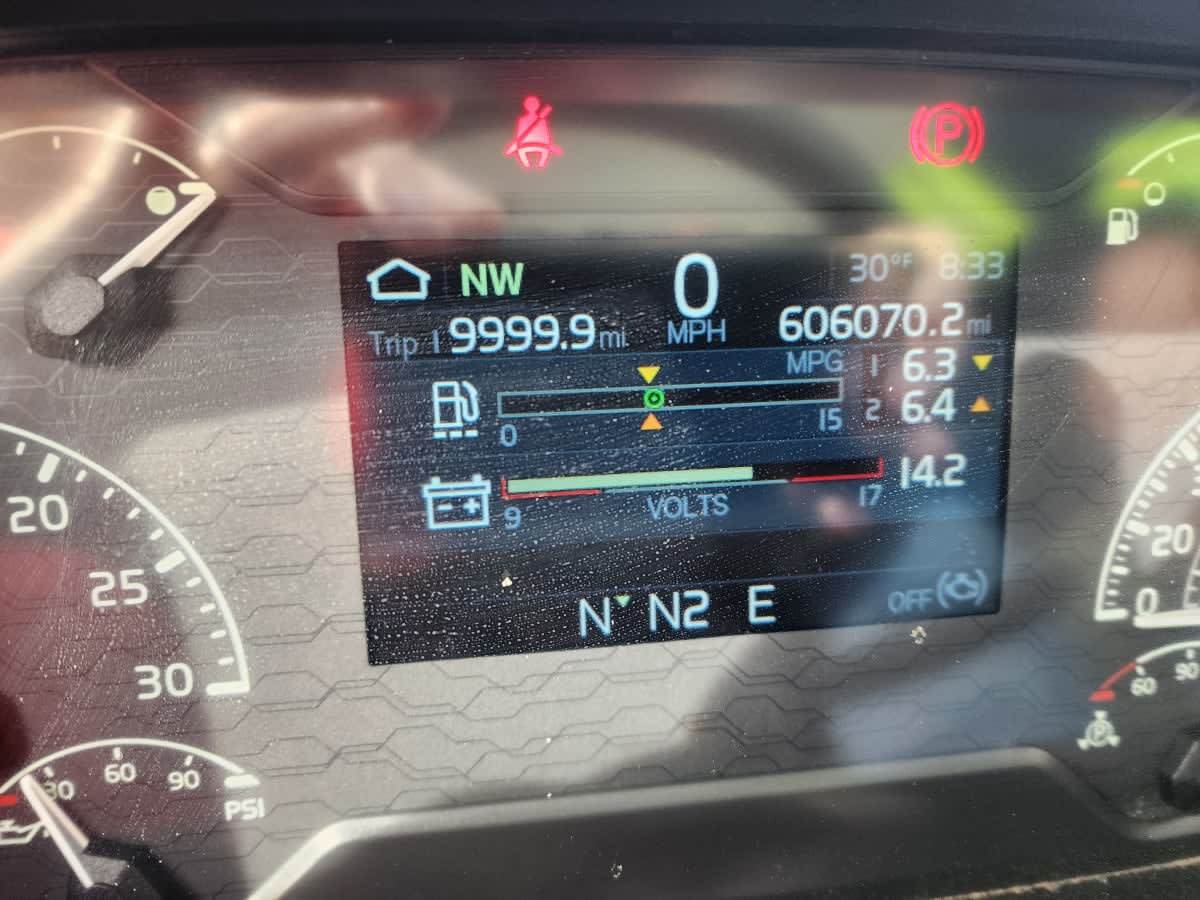 NW 0 30°F 8:33
Trip 1 9999.9 mi MPH 606070.2 mi
MPG 1 6.3
0 15 2 6.4
9 VOLTS 17 14.2
N N2 E OFF
P
20
25
30
60 90
PSI
20
0
60 90
P